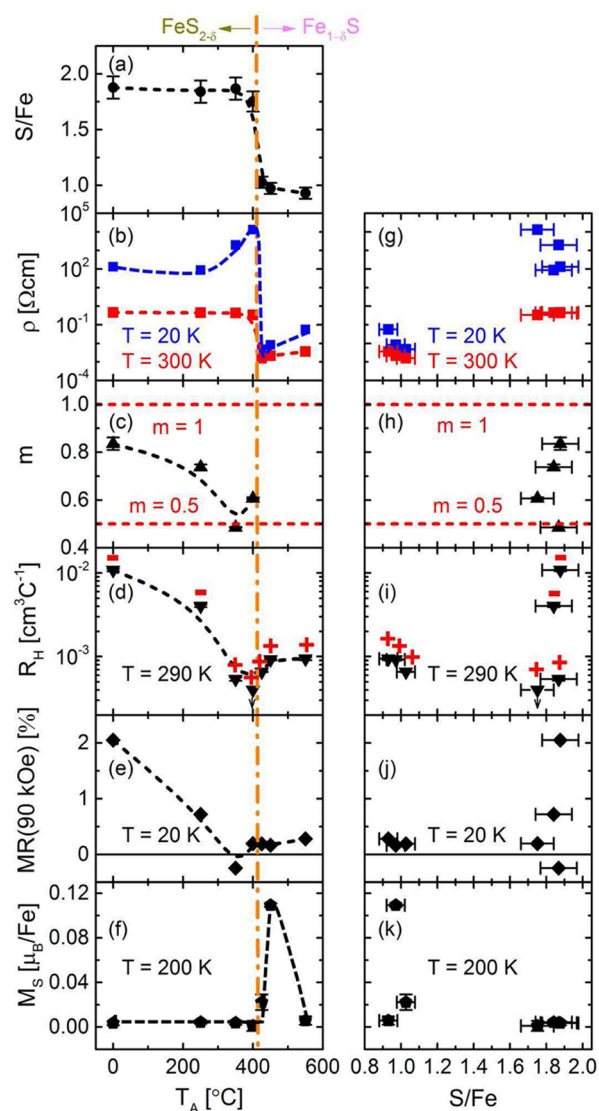 FeS2-δ Fe1-δS
(a)
S/Fe
2.0
1.5
1.0
10^5
(b) (g)
ρ [Ωcm]
10^2
10^-1
10^-4
T = 20 K T = 20 K
T = 300 K T = 300 K
1.0
(c) m = 1 (h) m = 1
m
0.8
0.6
m = 0.5 m = 0.5
0.4
(d) (i)
10^-2
R_H [cm^3C^-1]
10^-3
T = 290 K T = 290 K
MR(90 kOe) [%]
2
(e) (j)
1
T = 20 K T = 20 K
0
0.12
(f) (k)
M_S [μ_B/Fe]
0.08
T = 200 K T = 200 K
0.04
0.00
0 200 400 600 0.8 1.0 1.2 1.4 1.6 1.8 2.0
T_A [°C] S/Fe